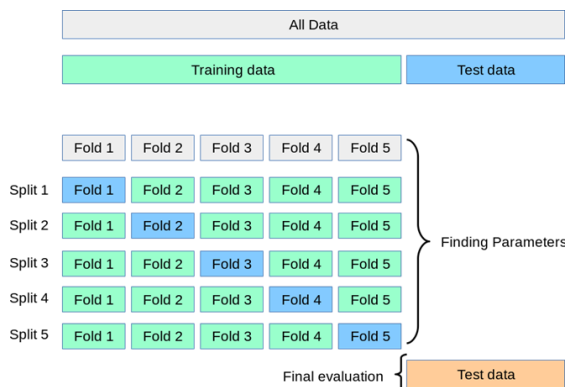 All Data
Training data Test data
Fold 1 Fold 2 Fold 3 Fold 4 Fold 5
Split 1 Fold 1 Fold 2 Fold 3 Fold 4 Fold 5
Split 2 Fold 1 Fold 2 Fold 3 Fold 4 Fold 5
Finding Parameters
Split 3 Fold 1 Fold 2 Fold 3 Fold 4 Fold 5
Split 4 Fold 1 Fold 2 Fold 3 Fold 4 Fold 5
Split 5 Fold 1 Fold 2 Fold 3 Fold 4 Fold 5
Final evaluation Test data